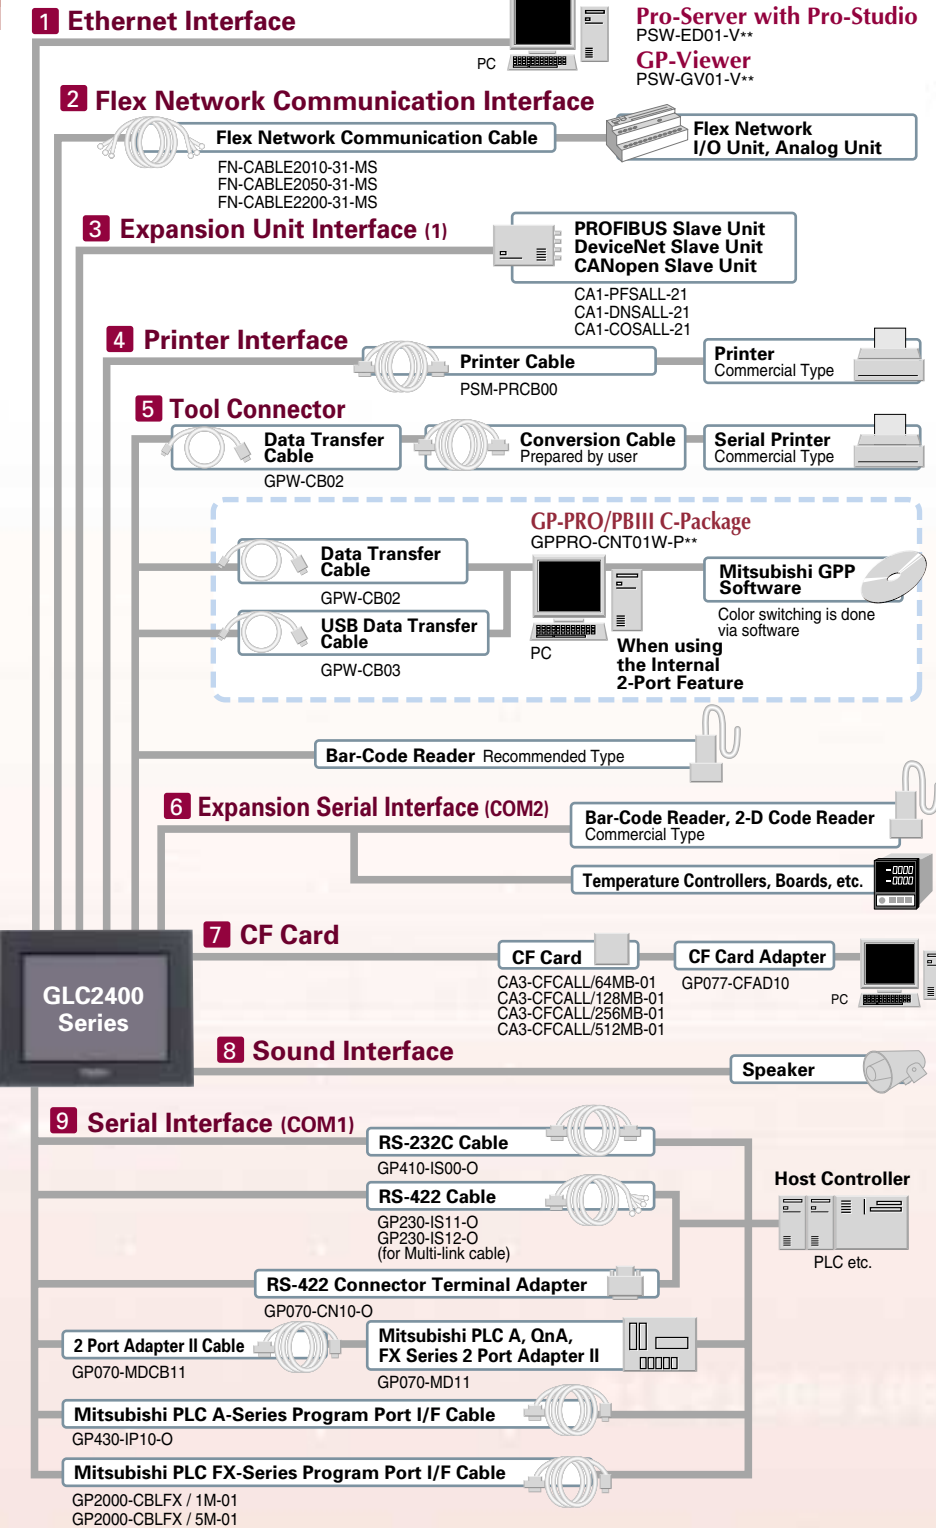 1 Ethernet Interface
PC
Pro-Server with Pro-Studio
PSW-ED01-V**
GP-Viewer
PSW-GV01-V**
2 Flex Network Communication Interface
Flex Network Communication Cable
FN-CABLE2010-31-MS
FN-CABLE2050-31-MS
FN-CABLE2200-31-MS
Flex Network
I/O Unit, Analog Unit
3 Expansion Unit Interface (1)
PROFIBUS Slave Unit
DeviceNet Slave Unit
CANopen Slave Unit
CA1-PFSALL-21
CA1-DNSALL-21
CA1-COSALL-21
4 Printer Interface
Printer Cable
PSM-PRCB00
Printer
Commercial Type
5 Tool Connector
Data Transfer
Cable
GPW-CB02
Conversion Cable
Prepared by user
Serial Printer
Commercial Type
GP-PRO/PBIII C-Package
GPPRO-CNT01W-P**
Data Transfer
Cable
GPW-CB02
USB Data Transfer
Cable
GPW-CB03
PC
When using
the Internal
2-Port Feature
Mitsubishi GPP
Software
Color switching is done
via software
Bar-Code Reader Recommended Type
6 Expansion Serial Interface (COM2)
Bar-Code Reader, 2-D Code Reader
Commercial Type
Temperature Controllers, Boards, etc.
7 CF Card
CF Card
CA3-CFCALL/64MB-01
CA3-CFCALL/128MB-01
CA3-CFCALL/256MB-01
CA3-CFCALL/512MB-01
CF Card Adapter
GP077-CFAD10
PC
GLC2400
Series
8 Sound Interface
Speaker
9 Serial Interface (COM1)
RS-232C Cable
GP410-IS00-O
RS-422 Cable
GP230-IS11-O
GP230-IS12-O
(for Multi-link cable)
RS-422 Connector Terminal Adapter
GP070-CN10-O
Host Controller
PLC etc.
2 Port Adapter II Cable
GP070-MDCB11
Mitsubishi PLC A, QnA,
FX Series 2 Port Adapter II
GP070-MD11
Mitsubishi PLC A-Series Program Port I/F Cable
GP430-IP10-O
Mitsubishi PLC FX-Series Program Port I/F Cable
GP2000-CBLFX / 1M-01
GP2000-CBLFX / 5M-01